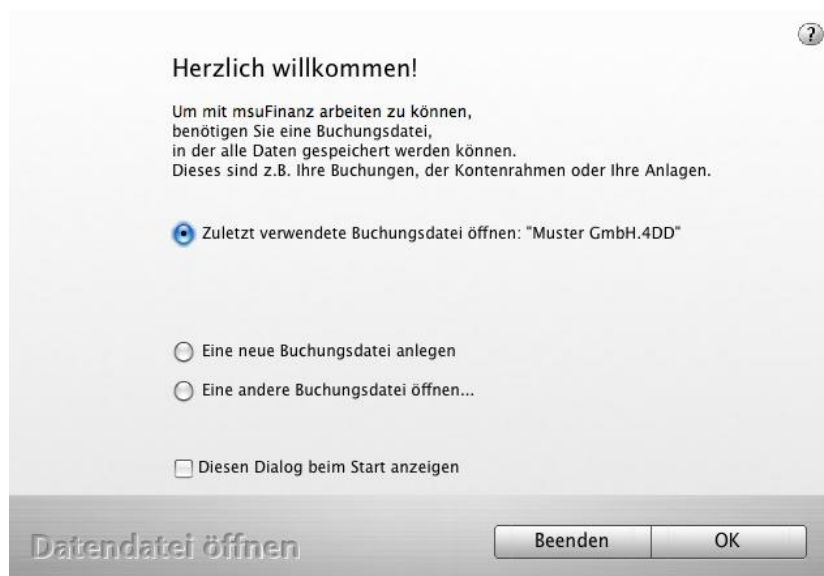 ?
Herzlich willkommen!
Um mit msuFinanz arbeiten zu können,
benötigen Sie eine Buchungsdatei,
in der alle Daten gespeichert werden können.
Dieses sind z.B. Ihre Buchungen, der Kontenrahmen oder Ihre Anlagen.
Zuletzt verwendete Buchungsdatei öffnen: "Muster GmbH.4DD"
Eine neue Buchungsdatei anlegen
Eine andere Buchungsdatei öffnen...
Diesen Dialog beim Start anzeigen
Datendatei öffnen
Beenden
OK